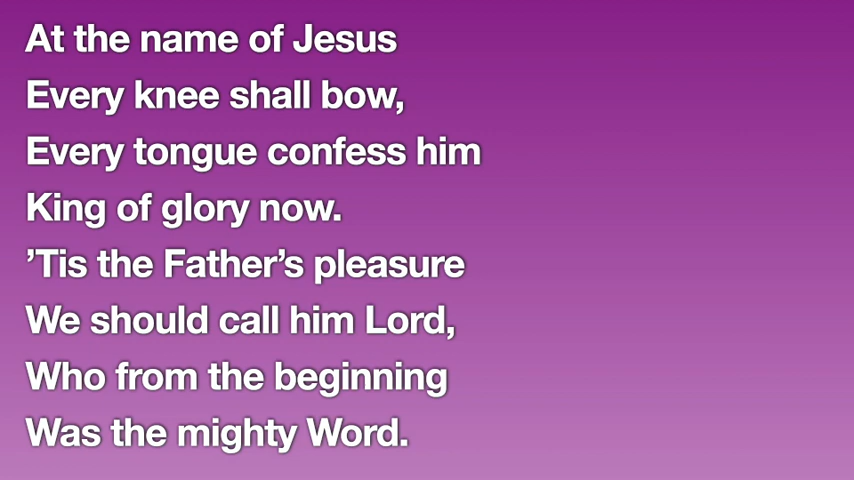 At the name of Jesus
Every knee shall bow,
Every tongue confess him
King of glory now.
’Tis the Father’s pleasure
We should call him Lord,
Who from the beginning
Was the mighty Word.